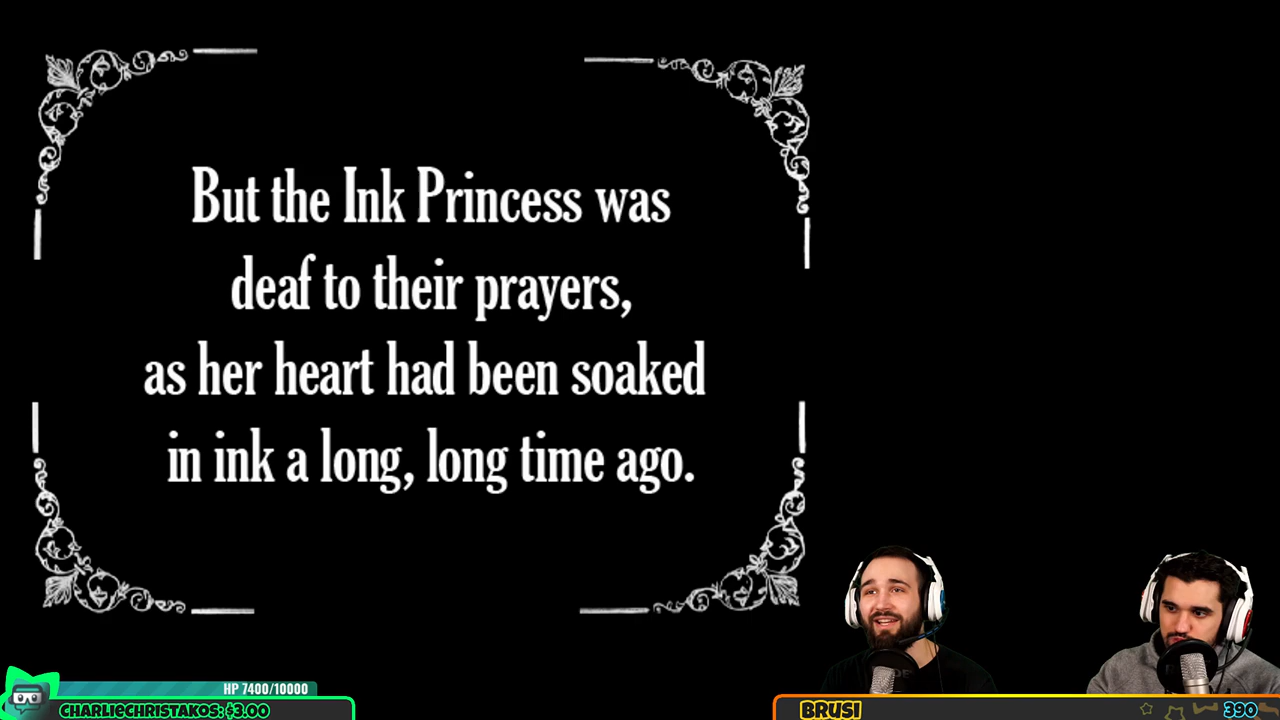 But the Ink Princess was
deaf to their prayers,
as her heart had been soaked
in ink a long, long time ago.
HP 7400/10000
CHARLIECHRISTAKOS: $3.00
BRUSI
390